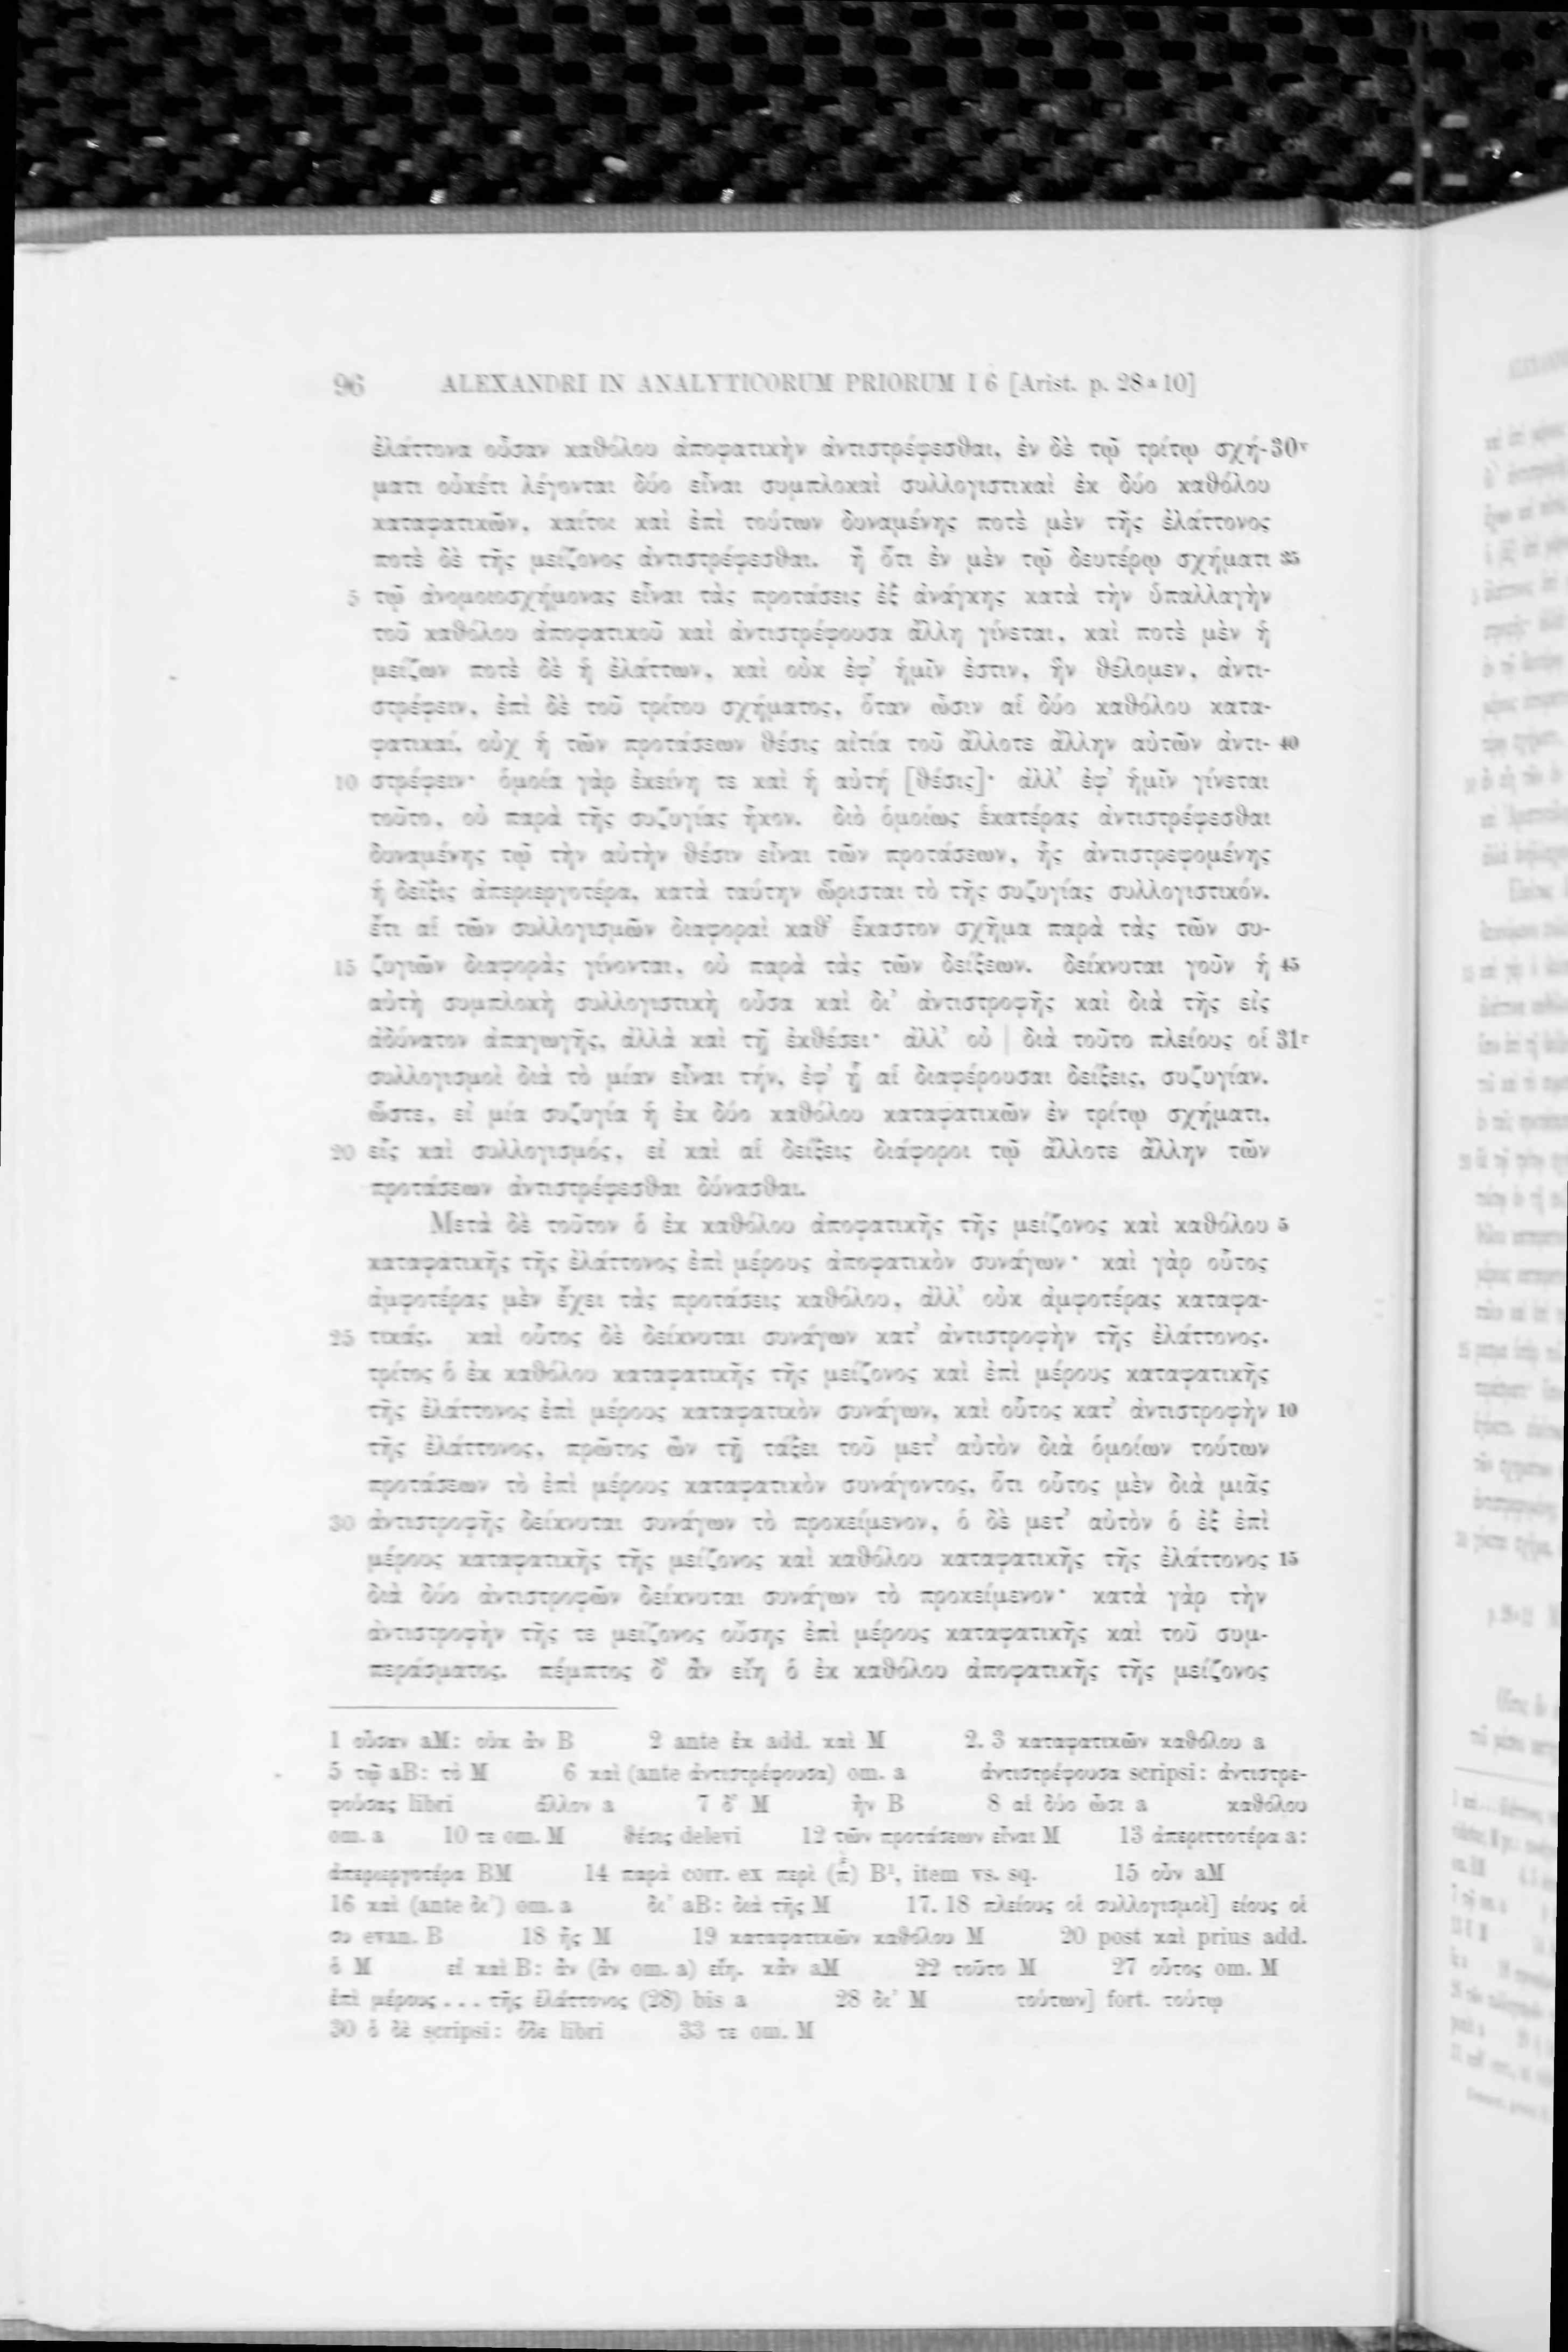 96 ALEXANDRI IN ANALYTICORUM PRIORUM I 6 [Arist. p. 28a10]
ἐλάττονα οὖσαν καθόλου ἀποφατικὴν ἀντιστρέφεσθαι, ἐν δὲ τῷ τρίτῳ σχή- 30v
ματι οὐκέτι λέγονται δύο εἶναι συμπλοκαὶ συλλογιστικαὶ ἐκ δύο καθόλου
καταφατικῶν, καίτοι καὶ ἐπὶ τούτων δυναμένης ποτὲ μὲν τῆς ἐλάττονος
ποτὲ δὲ τῆς μείζονος ἀντιστρέφεσθαι. ἢ ὅτι ἐν μὲν τῷ δευτέρῳ σχήματι 35
5 τῷ ἀνομοιοσχήμονας εἶναι τὰς προτάσεις ἐξ ἀνάγκης κατὰ τὴν ὑπαλλαγὴν
τοῦ καθόλου ἀποφατικοῦ καὶ ἀντιστρέφουσα ἄλλη γίνεται, καὶ ποτὲ μὲν ἡ
μείζων ποτὲ δὲ ἡ ἐλάττων, καὶ οὐκ ἐφ' ἡμῖν ἐστιν, ἣν θέλομεν, ἀντι-
στρέφειν, ἐπὶ δὲ τοῦ τρίτου σχήματος, ὅταν ὦσιν αἱ δύο καθόλου κατα-
φατικαί, οὐχ ἡ τῶν προτάσεων θέσις αἰτία τοῦ ἄλλοτε ἄλλην αὐτῶν ἀντι- 40
10 στρέφειν· ὁμοία γὰρ ἐκείνη τε καὶ ἡ αὐτή [θέσις]· ἀλλ' ἐφ' ἡμῖν γίνεται
τοῦτο, οὐ παρὰ τῆς συζυγίας ἧκον. διὸ ὁμοίως ἑκατέρας ἀντιστρέφεσθαι
δυναμένης τῷ τὴν αὐτὴν θέσιν εἶναι τῶν προτάσεων, ἧς ἀντιστρεφομένης
ἡ δεῖξις ἀπεριεργοτέρα, κατὰ ταύτην ὥρισται τὸ τῆς συζυγίας συλλογιστικόν.
ἔτι αἱ τῶν συλλογισμῶν διαφοραὶ καθ' ἕκαστον σχῆμα παρὰ τὰς τῶν συ-
15 ζυγιῶν διαφορὰς γίνονται, οὐ παρὰ τὰς τῶν δείξεων. δείκνυται γοῦν ἡ 45
αὐτὴ συμπλοκὴ συλλογιστικὴ οὖσα καὶ δι' ἀντιστροφῆς καὶ διὰ τῆς εἰς
ἀδύνατον ἀπαγωγῆς, ἀλλὰ καὶ τῇ ἐκθέσει· ἀλλ' οὐ | διὰ τοῦτο πλείους οἱ 31r
συλλογισμοὶ διὰ τὸ μίαν εἶναι τήν, ἐφ' ᾗ αἱ διαφέρουσαι δείξεις, συζυγίαν.
ὥστε, εἰ μία συζυγία ἡ ἐκ δύο καθόλου καταφατικῶν ἐν τρίτῳ σχήματι,
20 εἷς καὶ συλλογισμός, εἰ καὶ αἱ δείξεις διάφοροι τῷ ἄλλοτε ἄλλην τῶν
προτάσεων ἀντιστρέφεσθαι δύνασθαι.
Μετὰ δὲ τοῦτον ὁ ἐκ καθόλου ἀποφατικῆς τῆς μείζονος καὶ καθόλου 5
καταφατικῆς τῆς ἐλάττονος ἐπὶ μέρους ἀποφατικὸν συνάγων· καὶ γὰρ οὗτος
ἀμφοτέρας μὲν ἔχει τὰς προτάσεις καθόλου, ἀλλ' οὐκ ἀμφοτέρας καταφα-
25 τικάς. καὶ οὗτος δὲ δείκνυται συνάγων κατ' ἀντιστροφὴν τῆς ἐλάττονος.
τρίτος ὁ ἐκ καθόλου καταφατικῆς τῆς μείζονος καὶ ἐπὶ μέρους καταφατικῆς
τῆς ἐλάττονος ἐπὶ μέρους καταφατικὸν συνάγων, καὶ οὗτος κατ' ἀντιστροφὴν 10
τῆς ἐλάττονος, πρῶτος ὢν τῇ τάξει τοῦ μετ' αὐτὸν διὰ ὁμοίων τούτων
προτάσεων τὸ ἐπὶ μέρους καταφατικὸν συνάγοντος, ὅτι οὗτος μὲν διὰ μιᾶς
30 ἀντιστροφῆς δείκνυται συνάγων τὸ προκείμενον, ὁ δὲ μετ' αὐτὸν ὁ ἐξ ἐπὶ
μέρους καταφατικῆς τῆς μείζονος καὶ καθόλου καταφατικῆς τῆς ἐλάττονος 15
διὰ δύο ἀντιστροφῶν δείκνυται συνάγων τὸ προκείμενον· κατὰ γὰρ τὴν
ἀντιστροφὴν τῆς τε μείζονος οὔσης ἐπὶ μέρους καταφατικῆς καὶ τοῦ συμ-
περάσματος. πέμπτος δ' ἂν εἴη ὁ ἐκ καθόλου ἀποφατικῆς τῆς μείζονος
1 οὖσαν aM: οὐκ ἂν B 2 ante ἐκ add. καὶ M 2. 3 καταφατικῶν καθόλου a
5 τῷ aB: τὸ M 6 καὶ (ante ἀντιστρέφουσα) om. a ἀντιστρέφουσα scripsi: ἀντιστρε-
φούσας libri ἄλλον a 7 δ' M ἦν B 8 αἱ δύο ὦσι a καθόλου
om. a 10 τε om. M θέσις delevi 12 τῶν προτάσεων εἶναι M 13 ἀπεριττοτέρα a:
ἀπεριεργοτέρα BM 14 παρὰ corr. ex περὶ B¹, item vs. sq. 15 οὖν aM
16 καὶ (ante δι') om. a δι' aB: διὰ τῆς M 17. 18 πλείους οἱ συλλογισμοὶ] είους οἱ
συ evan. B 18 ἧς M 19 καταφατικῶν καθόλου M 20 post καὶ prius add.
ὁ M εἰ καὶ B: ἂν (ἂν om. a) εἴη. κἂν aM 22 τοῦτο M 27 οὗτος om. M
ἐπὶ μέρους . . . τῆς ἐλάττονος (28) bis a 28 δι' M τούτων] fort. τούτῳ
30 ὁ δὲ scripsi: ὅδε libri 33 τε om. M